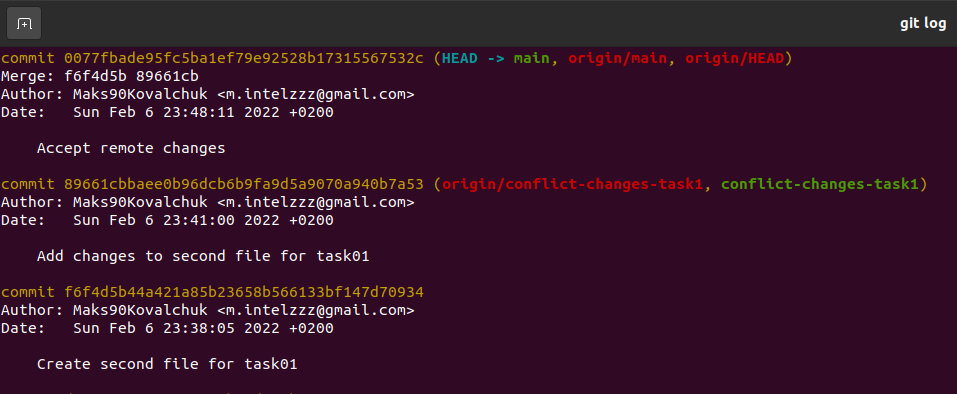 git log
commit 0077fbade95fc5ba1ef79e92528b17315567532c (HEAD -> main, origin/main, origin/HEAD)
Merge: f6f4d5b 89661cb
Author: Maks90Kovalchuk <m.intelzzz@gmail.com>
Date:   Sun Feb 6 23:48:11 2022 +0200
    Accept remote changes
commit 89661cbbaee0b96dcb6b9fa9d5a9070a940b7a53 (origin/conflict-changes-task1, conflict-changes-task1)
Author: Maks90Kovalchuk <m.intelzzz@gmail.com>
Date:   Sun Feb 6 23:41:00 2022 +0200
    Add changes to second file for task01
commit f6f4d5b44a421a85b23658b566133bf147d70934
Author: Maks90Kovalchuk <m.intelzzz@gmail.com>
Date:   Sun Feb 6 23:38:05 2022 +0200
    Create second file for task01